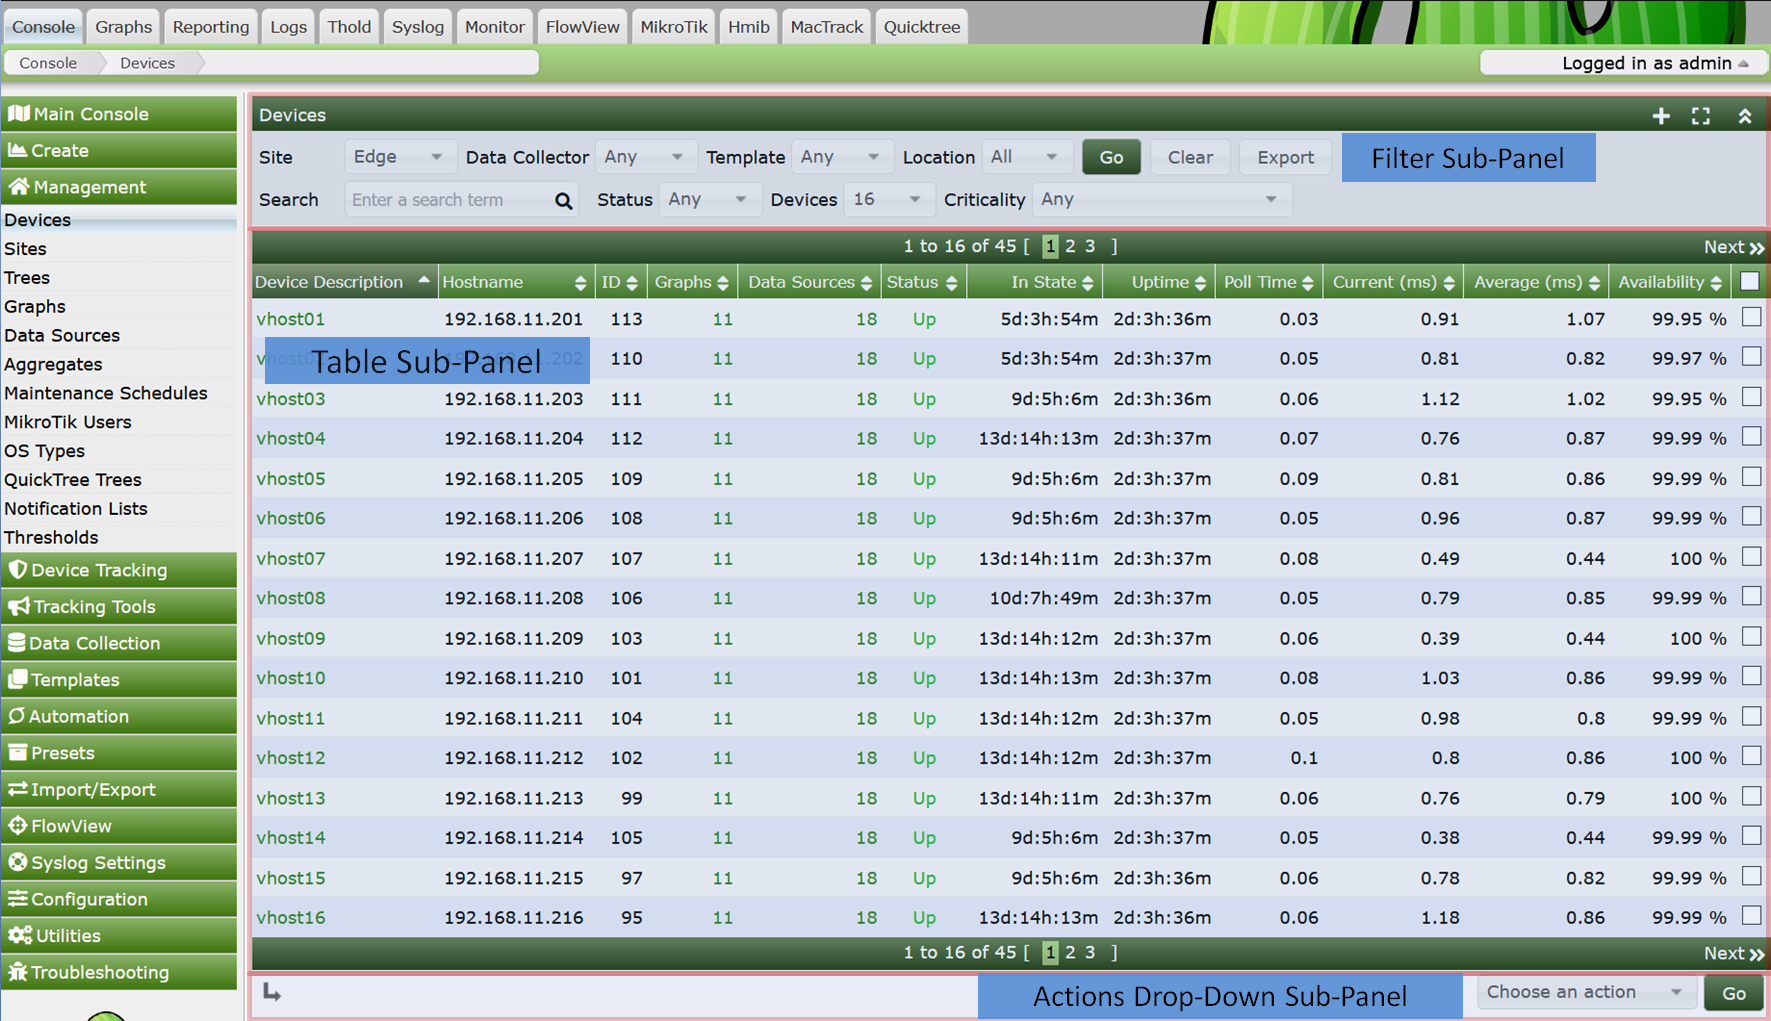 Console Graphs Reporting Logs Thold Syslog Monitor FlowView MikroTik Hmib MacTrack Quicktree
Console Devices Logged in as admin
Main Console
Create
Management
Devices
Sites
Trees
Graphs
Data Sources
Aggregates
Maintenance Schedules
MikroTik Users
OS Types
QuickTree Trees
Notification Lists
Thresholds
Device Tracking
Tracking Tools
Data Collection
Templates
Automation
Presets
Import/Export
FlowView
Syslog Settings
Configuration
Utilities
Troubleshooting
Devices
Site Edge Data Collector Any Template Any Location All Go Clear Export Filter Sub-Panel
Search Enter a search term Status Any Devices 16 Criticality Any
1 to 16 of 45 [ 1 2 3 ] Next
Device Description Hostname ID Graphs Data Sources Status In State Uptime Poll Time Current (ms) Average (ms) Availability
vhost01 192.168.11.201 113 11 18 Up 5d:3h:54m 2d:3h:36m 0.03 0.91 1.07 99.95 %
Table Sub-Panel 110 11 18 Up 5d:3h:54m 2d:3h:37m 0.05 0.81 0.82 99.97 %
vhost03 192.168.11.203 111 11 18 Up 9d:5h:6m 2d:3h:36m 0.06 1.12 1.02 99.95 %
vhost04 192.168.11.204 112 11 18 Up 13d:14h:13m 2d:3h:37m 0.07 0.76 0.87 99.99 %
vhost05 192.168.11.205 109 11 18 Up 9d:5h:6m 2d:3h:37m 0.09 0.81 0.86 99.99 %
vhost06 192.168.11.206 108 11 18 Up 9d:5h:6m 2d:3h:37m 0.05 0.96 0.87 99.99 %
vhost07 192.168.11.207 107 11 18 Up 13d:14h:11m 2d:3h:37m 0.08 0.49 0.44 100 %
vhost08 192.168.11.208 106 11 18 Up 10d:7h:49m 2d:3h:37m 0.05 0.79 0.85 99.99 %
vhost09 192.168.11.209 103 11 18 Up 13d:14h:12m 2d:3h:37m 0.06 0.39 0.44 100 %
vhost10 192.168.11.210 101 11 18 Up 13d:14h:13m 2d:3h:37m 0.08 1.03 0.86 99.99 %
vhost11 192.168.11.211 104 11 18 Up 13d:14h:12m 2d:3h:37m 0.05 0.98 0.8 99.99 %
vhost12 192.168.11.212 102 11 18 Up 13d:14h:12m 2d:3h:37m 0.1 0.8 0.86 100 %
vhost13 192.168.11.213 99 11 18 Up 13d:14h:11m 2d:3h:37m 0.06 0.76 0.79 100 %
vhost14 192.168.11.214 105 11 18 Up 9d:5h:6m 2d:3h:37m 0.05 0.38 0.44 99.99 %
vhost15 192.168.11.215 97 11 18 Up 9d:5h:6m 2d:3h:36m 0.06 0.78 0.82 99.99 %
vhost16 192.168.11.216 95 11 18 Up 13d:14h:13m 2d:3h:36m 0.06 1.18 0.86 99.99 %
1 to 16 of 45 [ 1 2 3 ] Next
Actions Drop-Down Sub-Panel Choose an action Go